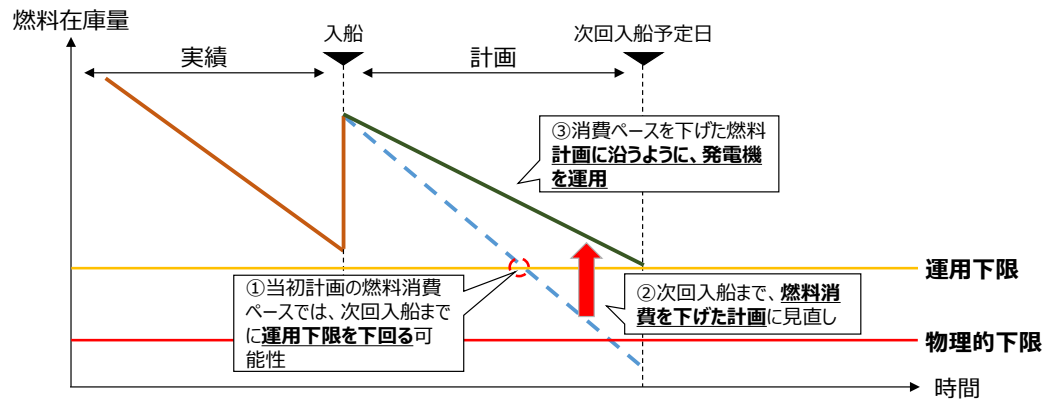 燃料在庫量
入船
次回入船予定日
実績
計画
③消費ペースを下げた燃料
計画に沿うように、発電機
を運用
運用下限
①当初計画の燃料消費
ペースでは、次回入船まで
に運用下限を下回る可
能性
②次回入船まで、燃料消
費を下げた計画に見直し
物理的下限
時間